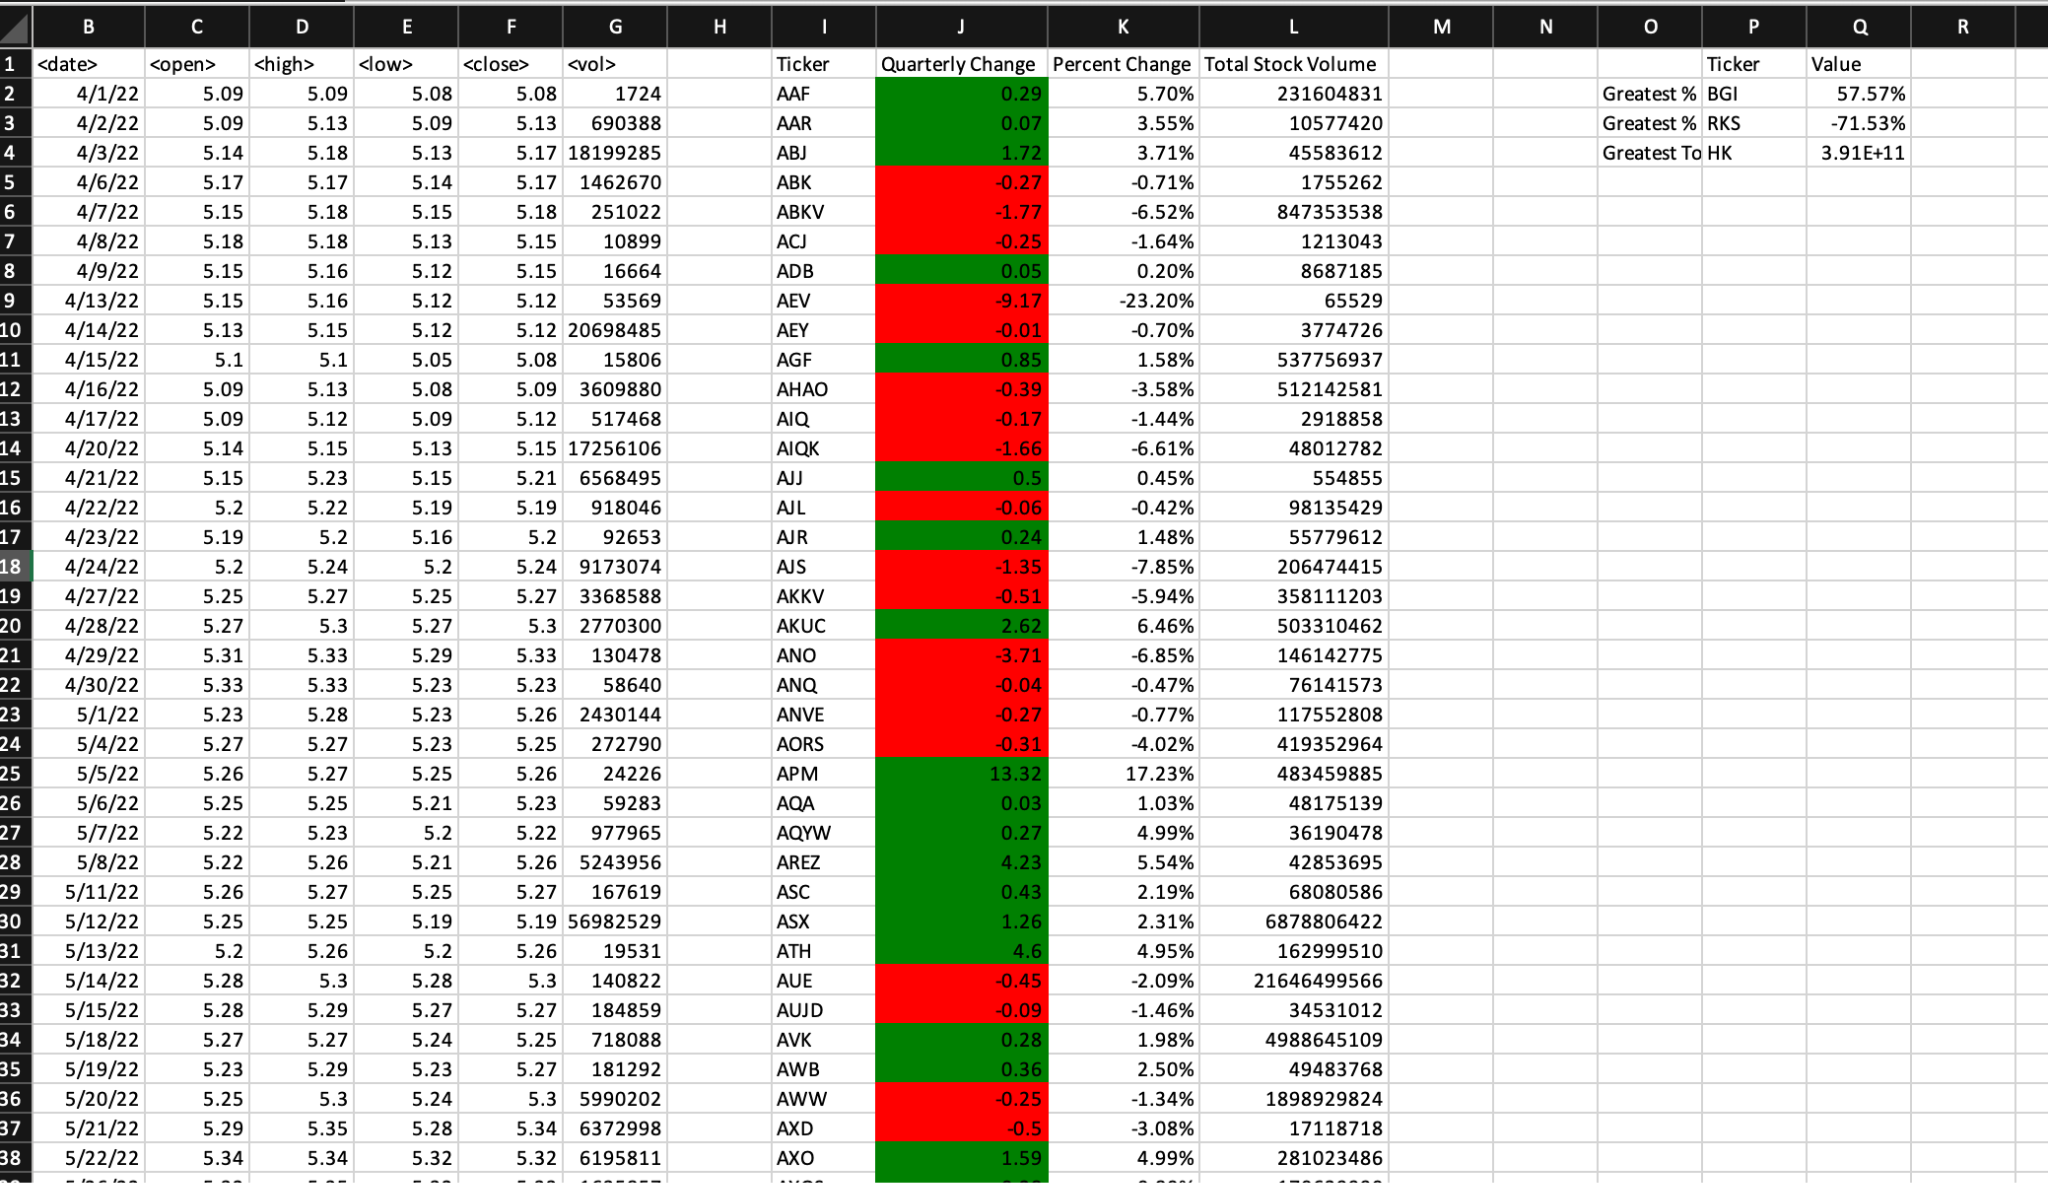 B C D E F G H I J K L M N O P Q R
1 <date> <open> <high> <low> <close> <vol> Ticker Quarterly Change Percent Change Total Stock Volume Ticker Value
2 4/1/22 5.09 5.09 5.08 5.08 1724 AAF 0.29 5.70% 231604831 Greatest % BGI 57.57%
3 4/2/22 5.09 5.13 5.09 5.13 690388 AAR 0.07 3.55% 10577420 Greatest % RKS -71.53%
4 4/3/22 5.14 5.18 5.13 5.17 18199285 ABJ 1.72 3.71% 45583612 Greatest To HK 3.91E+11
5 4/6/22 5.17 5.17 5.14 5.17 1462670 ABK -0.27 -0.71% 1755262
6 4/7/22 5.15 5.18 5.15 5.18 251022 ABKV -1.77 -6.52% 847353538
7 4/8/22 5.18 5.18 5.13 5.15 10899 ACJ -0.25 -1.64% 1213043
8 4/9/22 5.15 5.16 5.12 5.15 16664 ADB 0.05 0.20% 8687185
9 4/13/22 5.15 5.16 5.12 5.12 53569 AEV -9.17 -23.20% 65529
10 4/14/22 5.13 5.15 5.12 5.12 20698485 AEY -0.01 -0.70% 3774726
11 4/15/22 5.1 5.1 5.05 5.08 15806 AGF 0.85 1.58% 537756937
12 4/16/22 5.09 5.13 5.08 5.09 3609880 AHAO -0.39 -3.58% 512142581
13 4/17/22 5.09 5.12 5.09 5.12 517468 AIQ -0.17 -1.44% 2918858
14 4/20/22 5.14 5.15 5.13 5.15 17256106 AIQK -1.66 -6.61% 48012782
15 4/21/22 5.15 5.23 5.15 5.21 6568495 AJJ 0.5 0.45% 554855
16 4/22/22 5.2 5.22 5.19 5.19 918046 AJL -0.06 -0.42% 98135429
17 4/23/22 5.19 5.2 5.16 5.2 92653 AJR 0.24 1.48% 55779612
18 4/24/22 5.2 5.24 5.2 5.24 9173074 AJS -1.35 -7.85% 206474415
19 4/27/22 5.25 5.27 5.25 5.27 3368588 AKKV -0.51 -5.94% 358111203
20 4/28/22 5.27 5.3 5.27 5.3 2770300 AKUC 2.62 6.46% 503310462
21 4/29/22 5.31 5.33 5.29 5.33 130478 ANO -3.71 -6.85% 146142775
22 4/30/22 5.33 5.33 5.23 5.23 58640 ANQ -0.04 -0.47% 76141573
23 5/1/22 5.23 5.28 5.23 5.26 2430144 ANVE -0.27 -0.77% 117552808
24 5/4/22 5.27 5.27 5.23 5.25 272790 AORS -0.31 -4.02% 419352964
25 5/5/22 5.26 5.27 5.25 5.26 24226 APM 13.32 17.23% 483459885
26 5/6/22 5.25 5.25 5.21 5.23 59283 AQA 0.03 1.03% 48175139
27 5/7/22 5.22 5.23 5.2 5.22 977965 AQYW 0.27 4.99% 36190478
28 5/8/22 5.22 5.26 5.21 5.26 5243956 AREZ 4.23 5.54% 42853695
29 5/11/22 5.26 5.27 5.25 5.27 167619 ASC 0.43 2.19% 68080586
30 5/12/22 5.25 5.25 5.19 5.19 56982529 ASX 1.26 2.31% 6878806422
31 5/13/22 5.2 5.26 5.2 5.26 19531 ATH 4.6 4.95% 162999510
32 5/14/22 5.28 5.3 5.28 5.3 140822 AUE -0.45 -2.09% 21646499566
33 5/15/22 5.28 5.29 5.27 5.27 184859 AUJD -0.09 -1.46% 34531012
34 5/18/22 5.27 5.27 5.24 5.25 718088 AVK 0.28 1.98% 4988645109
35 5/19/22 5.23 5.29 5.23 5.27 181292 AWB 0.36 2.50% 49483768
36 5/20/22 5.25 5.3 5.24 5.3 5990202 AWW -0.25 -1.34% 1898929824
37 5/21/22 5.29 5.35 5.28 5.34 6372998 AXD -0.5 -3.08% 17118718
38 5/22/22 5.34 5.34 5.32 5.32 6195811 AXO 1.59 4.99% 281023486